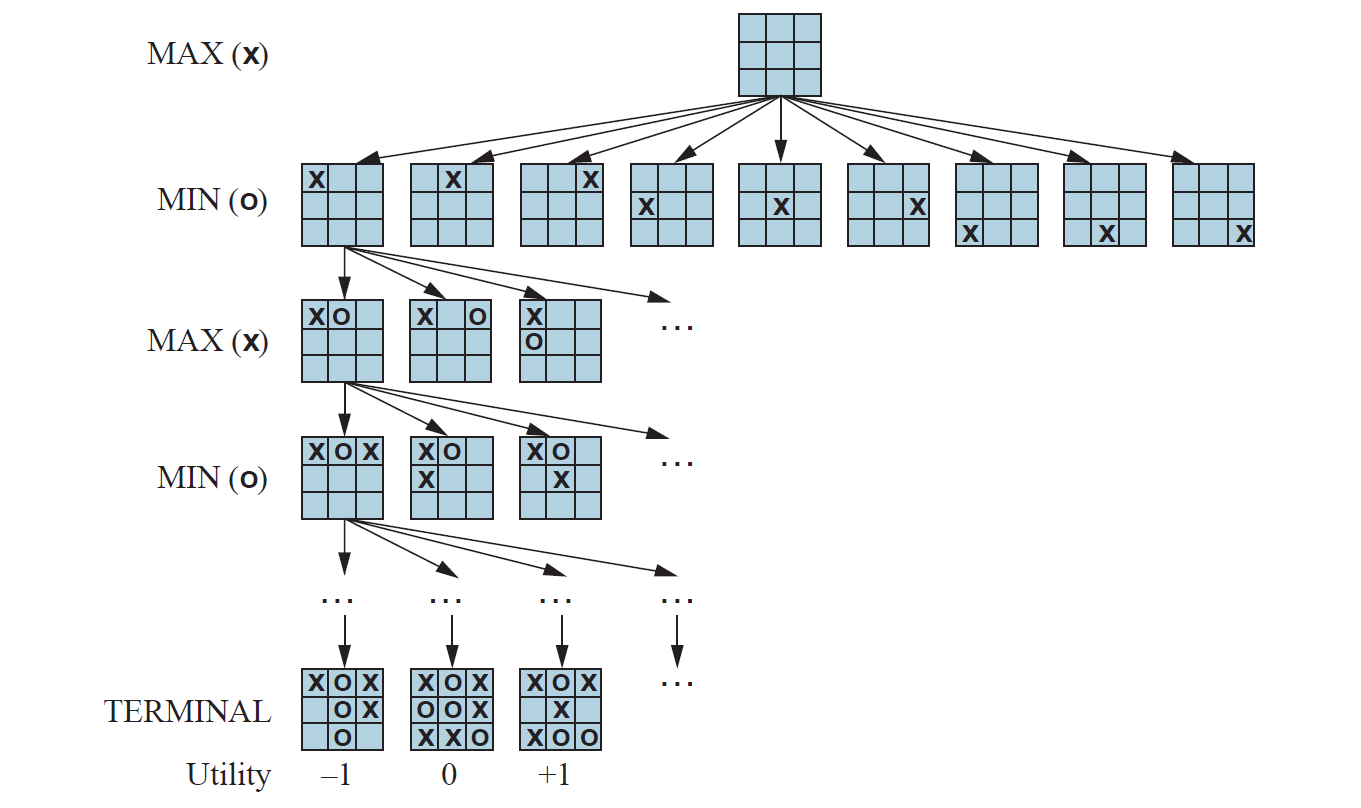 MAX (X)
MIN (O)
X X X X X X X X X
MAX (X)
X O X O X
O
...
MIN (O)
X O X X O X O
X X
...
... ... ... ...
TERMINAL
X O X X O X X O X ...
O X O O X X
O X X O X O O
Utility –1 0 +1